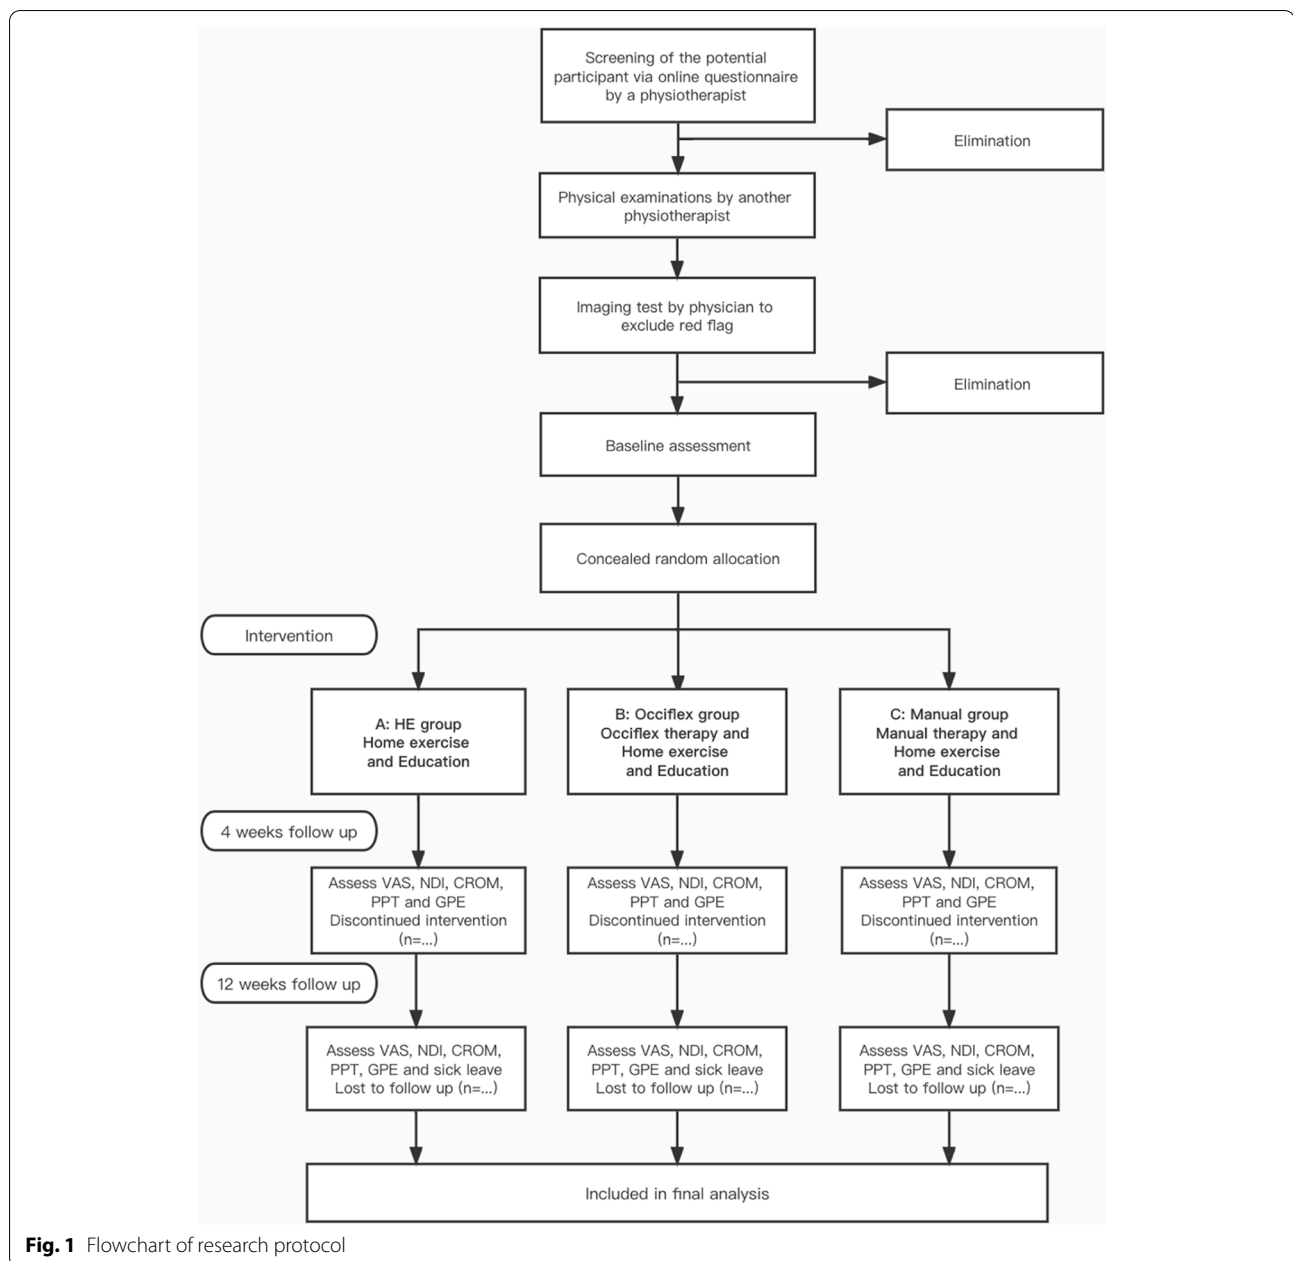 Screening of the potential
participant via online questionnaire
by a physiotherapist
Elimination
Physical examinations by another
physiotherapist
Imaging test by physician to
exclude red flag
Elimination
Baseline assessment
Concealed random allocation
Intervention
A: HE group
Home exercise
and Education
B: Occiflex group
Occiflex therapy and
Home exercise
and Education
C: Manual group
Manual therapy and
Home exercise
and Education
4 weeks follow up
Assess VAS, NDI, CROM,
PPT and GPE
Discontinued intervention
(n=...)
Assess VAS, NDI, CROM,
PPT and GPE
Discontinued intervention
(n=...)
Assess VAS, NDI, CROM,
PPT and GPE
Discontinued intervention
(n=...)
12 weeks follow up
Assess VAS, NDI, CROM,
PPT, GPE and sick leave
Lost to follow up (n=...)
Assess VAS, NDI, CROM,
PPT, GPE and sick leave
Lost to follow up (n=...)
Assess VAS, NDI, CROM,
PPT, GPE and sick leave
Lost to follow up (n=...)
Included in final analysis
Fig. 1 Flowchart of research protocol